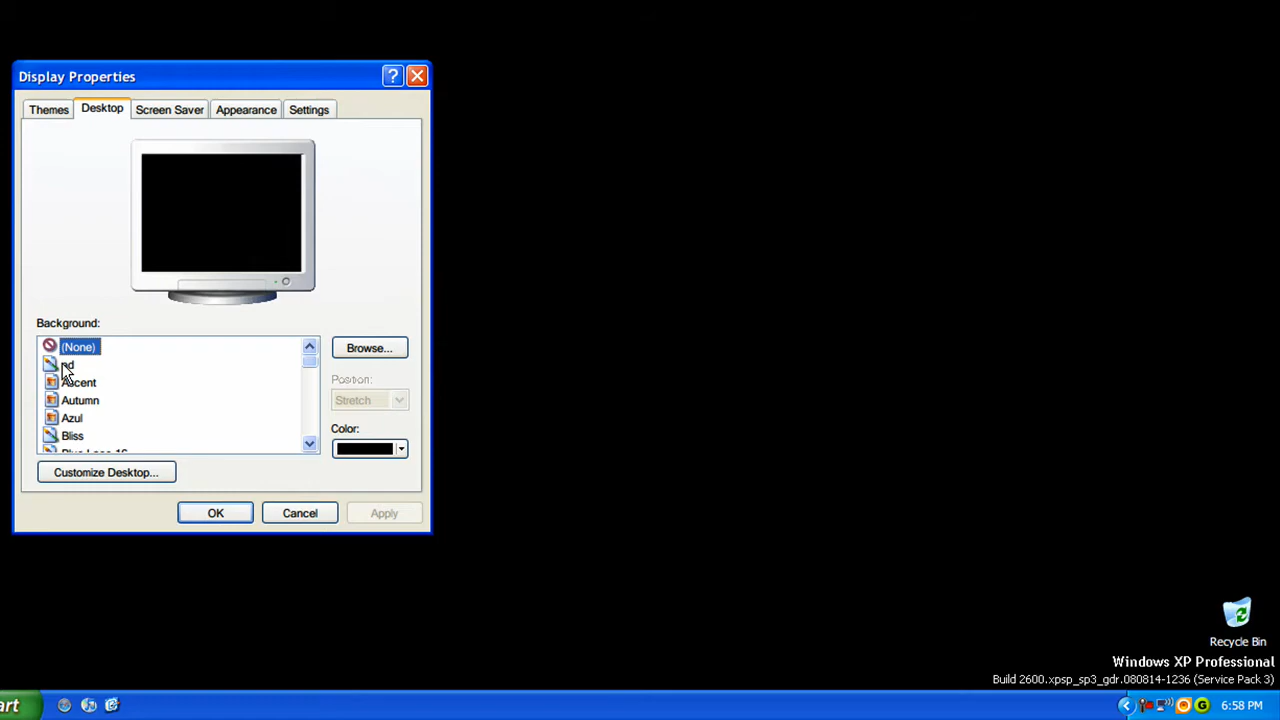 Display Properties
Themes
Desktop
Screen Saver
Appearance
Settings
Background:
(None)
Ascent
Autumn
Azul
Bliss
Browse...
Position:
Stretch
Color:
Customize Desktop...
OK
Cancel
Apply
Recycle Bin
Windows XP Professional
Build 2600.xpsp_sp3_gdr.080814-1236 (Service Pack 3)
6:58 PM